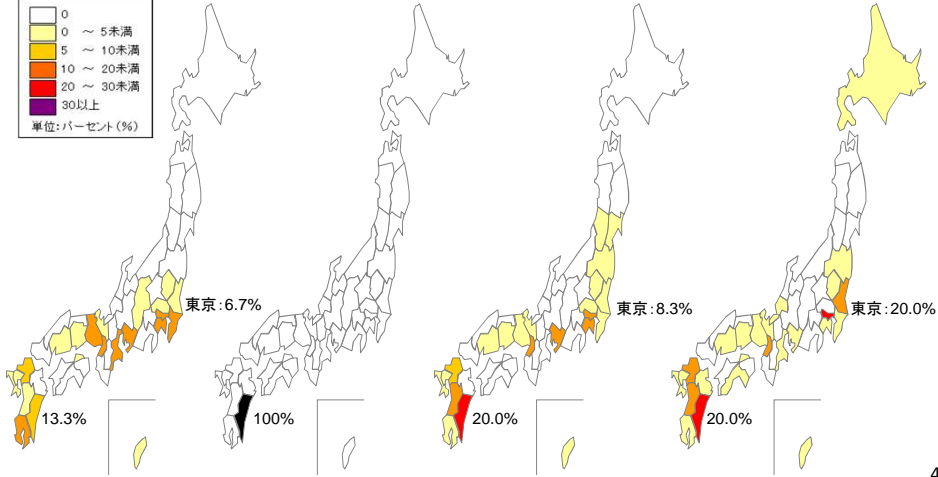 0
0 ～ 5未満
5 ～ 10未満
10 ～ 20未満
20 ～ 30未満
30以上
単位:パーセント(%)
東京:6.7%
東京:8.3%
東京:20.0%
13.3%
100%
20.0%
20.0%
4